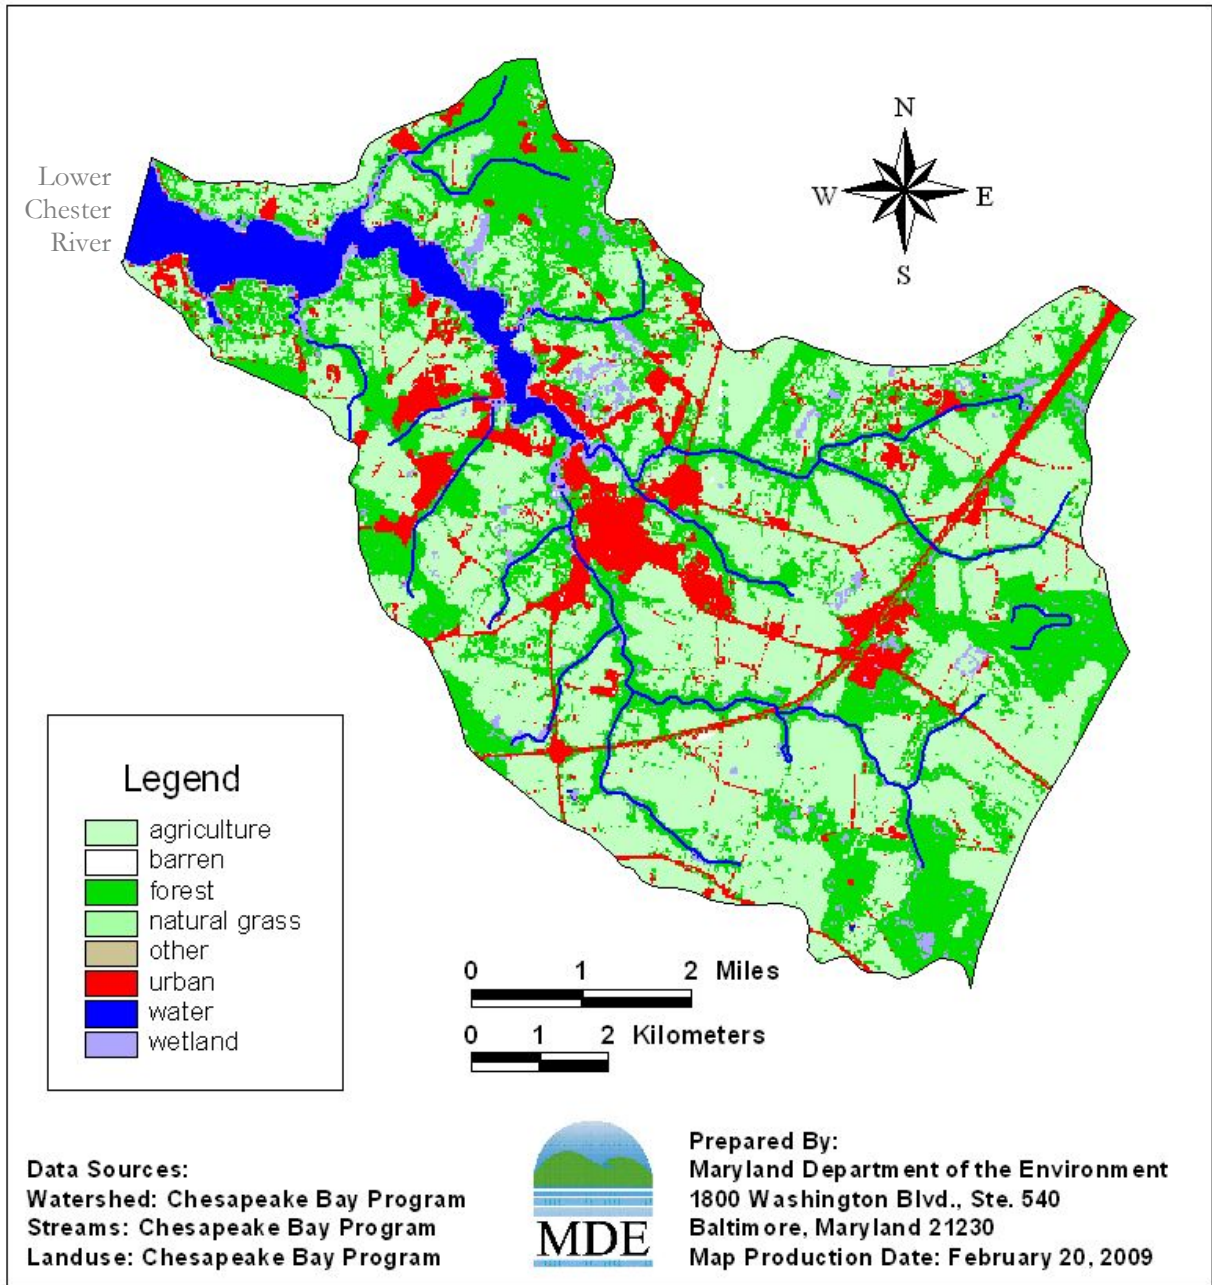 N
W E
S
Lower
Chester
River
Legend
agriculture
barren
forest
natural grass
other
urban
water
wetland
0 1 2 Miles
0 1 2 Kilometers
Data Sources:
Watershed: Chesapeake Bay Program
Streams: Chesapeake Bay Program
Landuse: Chesapeake Bay Program
MDE
Prepared By:
Maryland Department of the Environment
1800 Washington Blvd., Ste. 540
Baltimore, Maryland 21230
Map Production Date: February 20, 2009